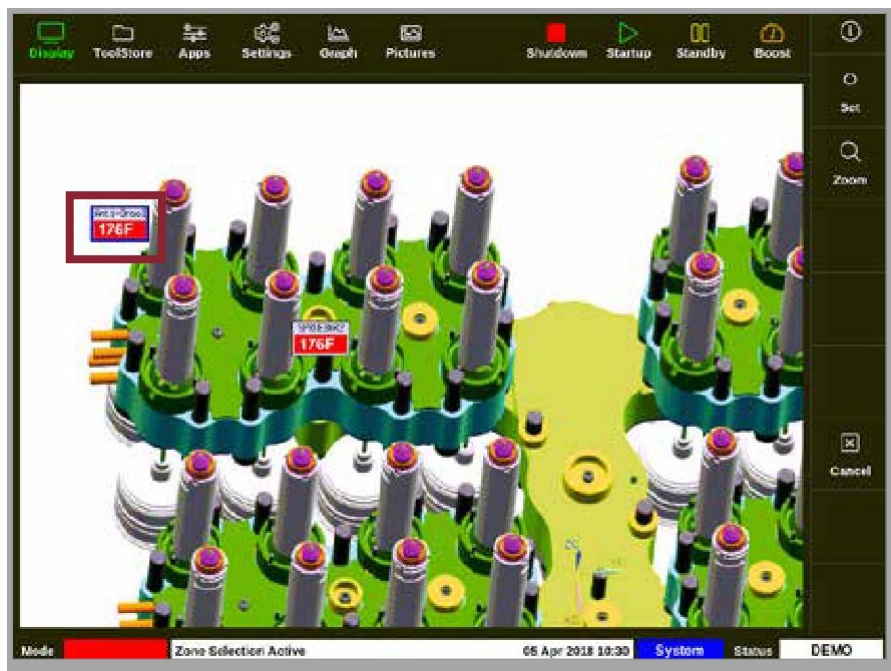 Display ToolStore Apps Settings Graph Pictures Shutdown Startup Standby Boost
Set
Zoom
176F
176F
Cancel
Mode Zone Selection Active 05 Apr 2018 10:30 System Status DEMO